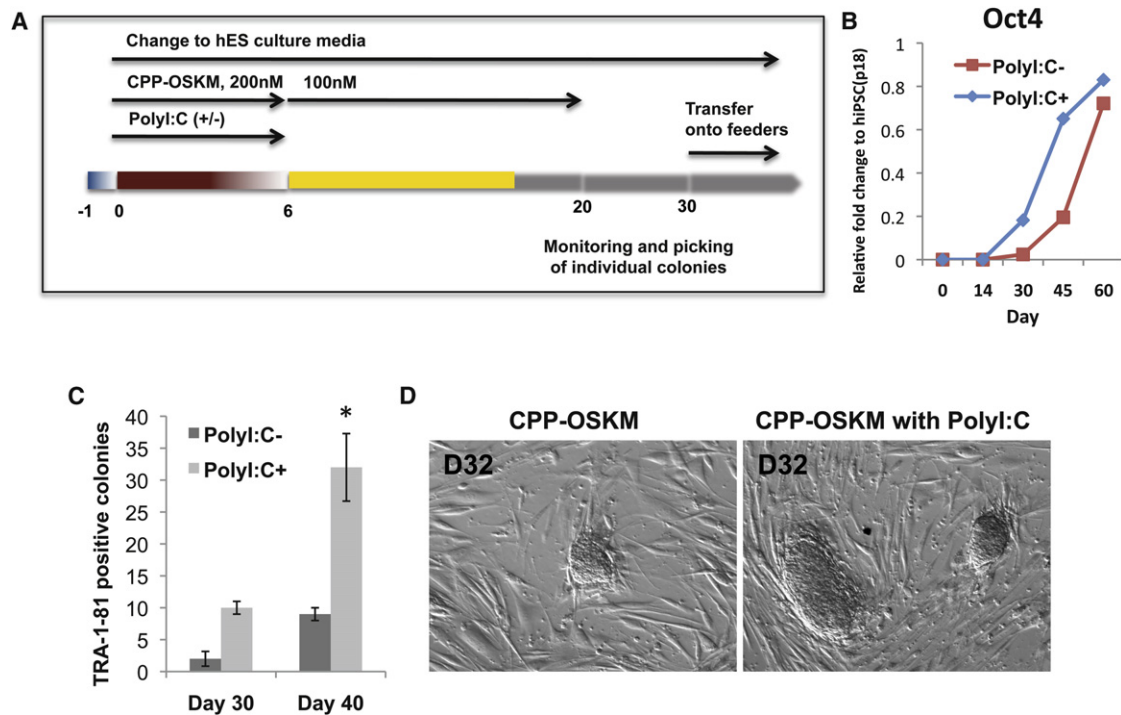 A
Change to hES culture media
CPP-OSKM, 200nM
100nM
PolyI:C (+/-)
Transfer
onto feeders
-1
0
6
20
30
Monitoring and picking
of individual colonies
B
Oct4
Relative fold change to hiPSC(p18)
1
0.8
0.6
0.4
0.2
0
PolyI:C-
PolyI:C+
0 14 30 45 60
Day
C
TRA-1-81 positive colonies
40
35
30
25
20
15
10
5
0
PolyI:C-
PolyI:C+
*
Day 30 Day 40
D
CPP-OSKM
CPP-OSKM with PolyI:C
D32
D32